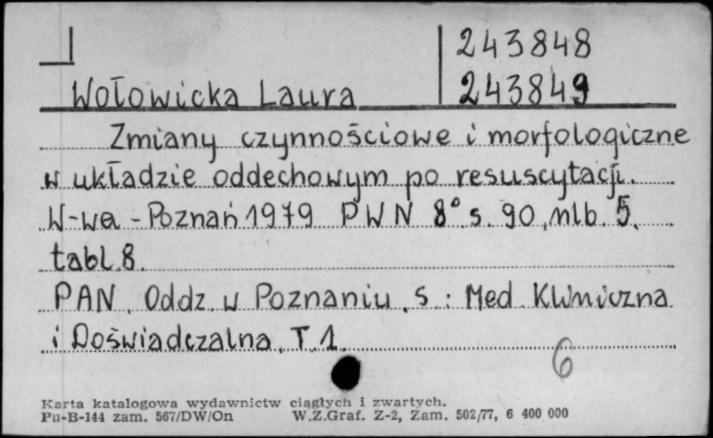 243848
243849
Wołowicka Laura
Zmiany czynnościowe i morfologiczne
w układzie oddechowym po resuscytacji.
W-wa - Poznań 1979 PWN 8° s. 90, nlb. 5,
tabl. 8.
PAN. Oddz. w Poznaniu. S: Med Kliniczna
i Doświadczalna. T. 1.
6
Karta katalogowa wydawnictw ciągłych i zwartych.
Pu-B-144 zam. 567/DW/On W.Z.Graf. Z-2, Zam. 502/77, 6 400 000